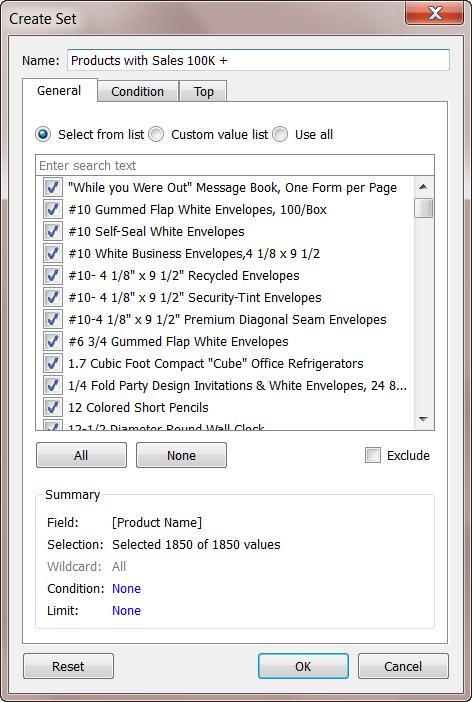 Create Set
Name: Products with Sales 100K +
General Condition Top
Select from list Custom value list Use all
Enter search text
"While you Were Out" Message Book, One Form per Page
#10 Gummed Flap White Envelopes, 100/Box
#10 Self-Seal White Envelopes
#10 White Business Envelopes,4 1/8 x 9 1/2
#10- 4 1/8" x 9 1/2" Recycled Envelopes
#10- 4 1/8" x 9 1/2" Security-Tint Envelopes
#10-4 1/8" x 9 1/2" Premium Diagonal Seam Envelopes
#6 3/4 Gummed Flap White Envelopes
1.7 Cubic Foot Compact "Cube" Office Refrigerators
1/4 Fold Party Design Invitations & White Envelopes, 24 8...
12 Colored Short Pencils
12-1/2 Diameter Round Wall Clock
All None Exclude
Summary
Field: [Product Name]
Selection: Selected 1850 of 1850 values
Wildcard: All
Condition: None
Limit: None
Reset OK Cancel